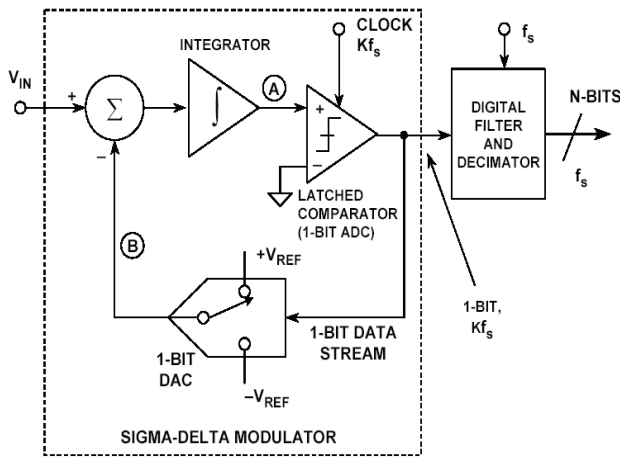 CLOCK
Kfs
fs
INTEGRATOR
VIN
+
Σ
–
∫
A
+
–
DIGITAL
FILTER
AND
DECIMATOR
N-BITS
fs
LATCHED
COMPARATOR
(1-BIT ADC)
B
+VREF
1-BIT DATA
STREAM
1-BIT,
Kfs
1-BIT
DAC
–VREF
SIGMA-DELTA MODULATOR